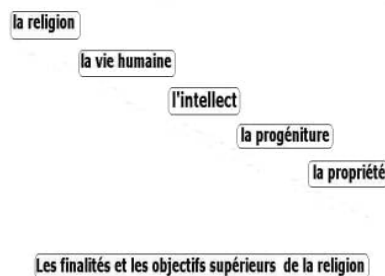 la religion
la vie humaine
l'intellect
la progéniture
la propriété
Les finalités et les objectifs supérieurs de la religion